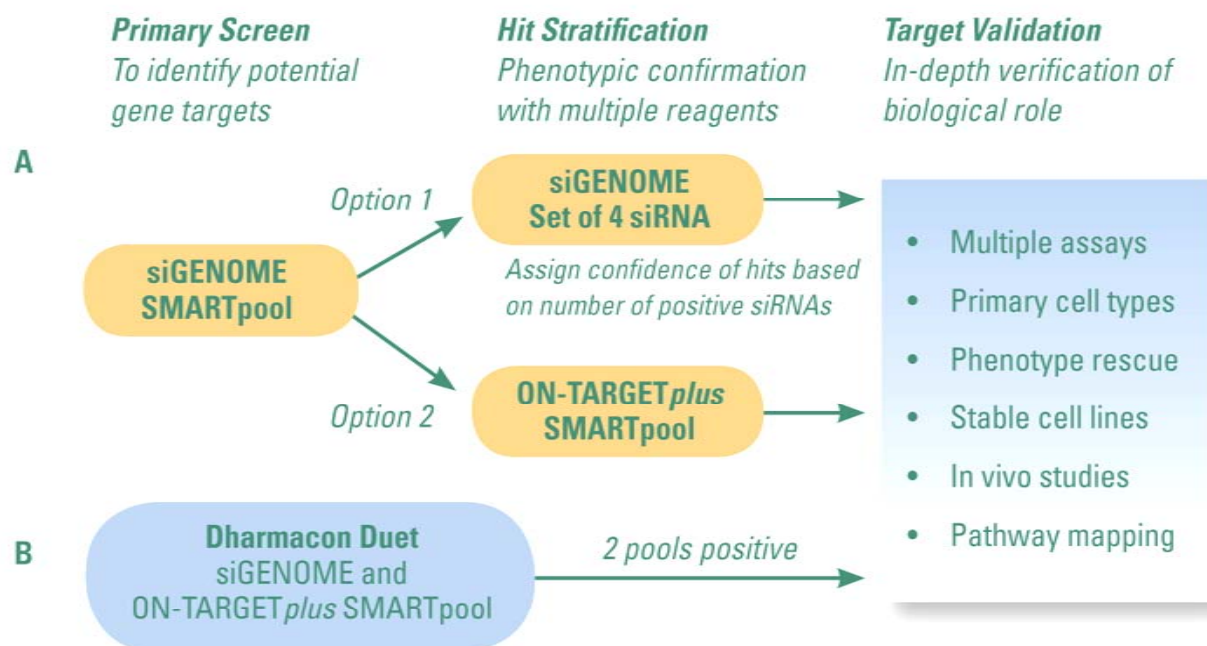 Primary Screen
To identify potential
gene targets
Hit Stratification
Phenotypic confirmation
with multiple reagents
Target Validation
In-depth verification of
biological role
A
Option 1
siGENOME
SMARTpool
Option 2
siGENOME
Set of 4 siRNA
Assign confidence of hits based
on number of positive siRNAs
ON-TARGETplus
SMARTpool
• Multiple assays
• Primary cell types
• Phenotype rescue
• Stable cell lines
• In vivo studies
• Pathway mapping
B
Dharmacon Duet
siGENOME and
ON-TARGETplus SMARTpool
2 pools positive